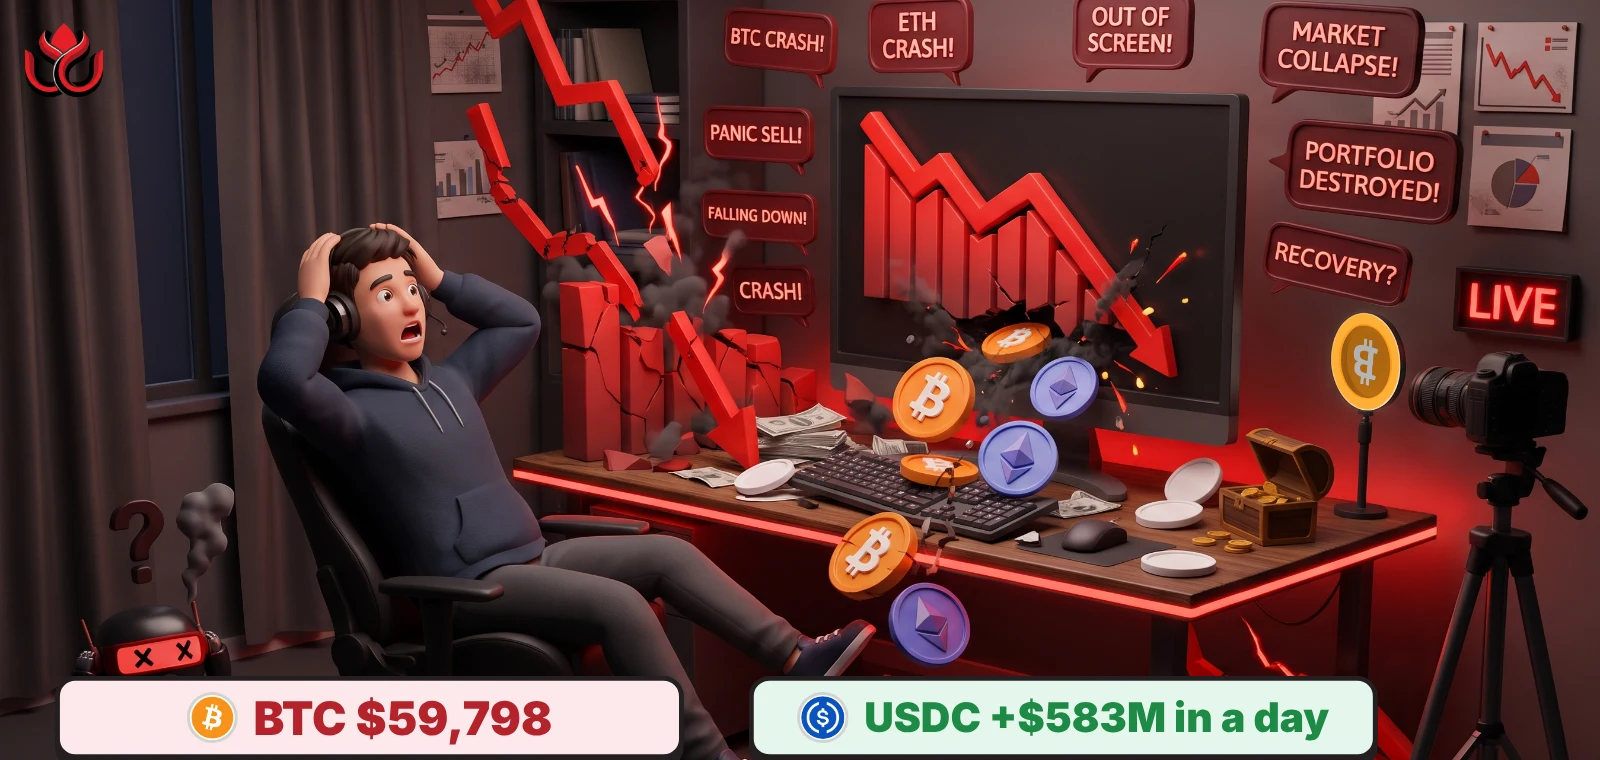 BTC CRASH!
ETH
CRASH!
OUT OF
SCREEN!
MARKET
COLLAPSE!
PANIC SELL!
PORTFOLIO
DESTROYED!
FALLING DOWN!
RECOVERY?
CRASH!
LIVE
?
BTC $59,798
USDC +$583M in a day